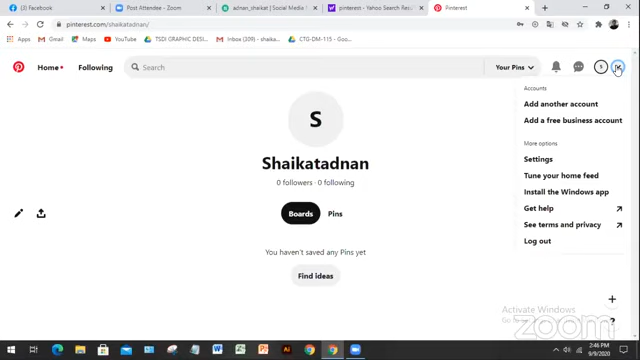 (3) Facebook
Post Attendee - Zoom
adnan_shaikat | Social Media
pinterest - Yahoo Search Resu
Pinterest
pinterest.com/shaikatadnan/
Apps
Gmail
Maps
YouTube
TSDI GRAPHIC DESIG
Inbox (309) - shaikat
CTG-DM-115 - Goo
Home
Following
Search
Your Pins
S
Accounts
Add another account
Add a free business account
More options
Settings
Tune your home feed
Install the Windows app
Get help
See terms and privacy
Log out
S
Shaikatadnan
0 followers · 0 following
Boards
Pins
You haven't saved any Pins yet
Find ideas
Activate Windows
zoom
?
2:46 PM
9/9/2020